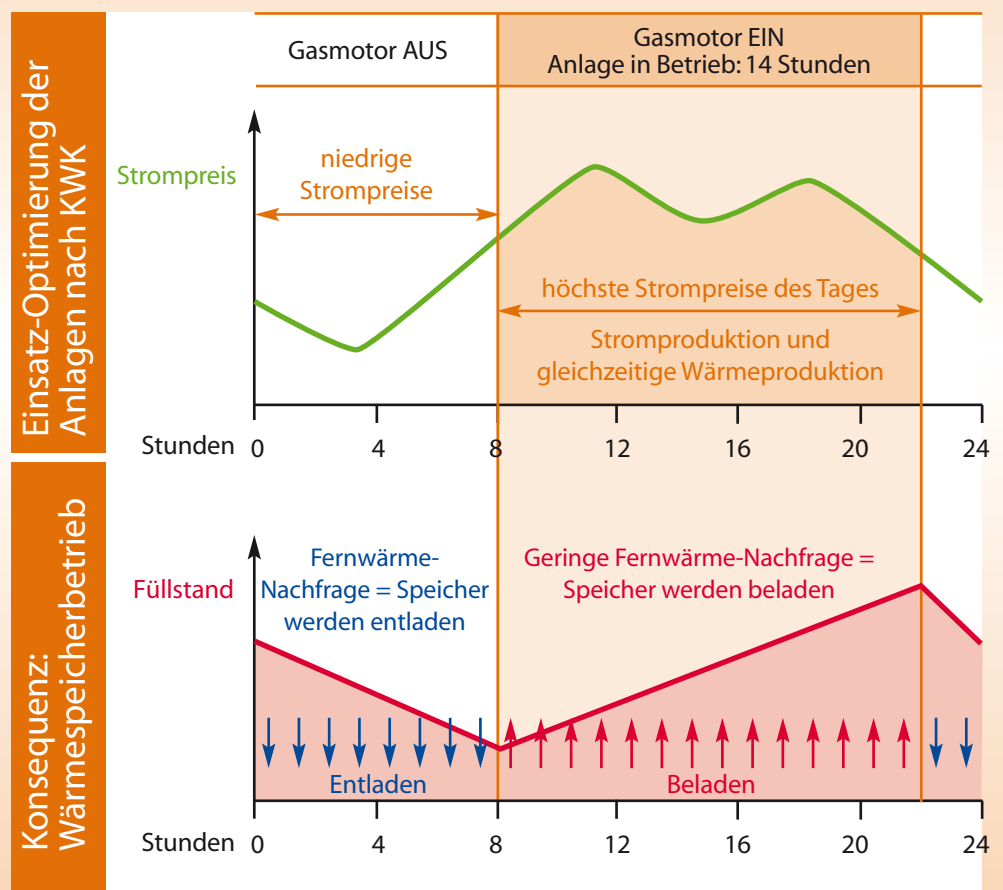 Einsatz-Optimierung der
Anlagen nach KWK
Gasmotor AUS
Gasmotor EIN
Anlage in Betrieb: 14 Stunden
Strompreis
niedrige
Strompreise
höchste Strompreise des Tages
Stromproduktion und
gleichzeitige Wärmeproduktion
Stunden 0 4 8 12 16 20 24
Konsequenz:
Wärmespeicherbetrieb
Füllstand
Fernwärme-
Nachfrage = Speicher
werden entladen
Geringe Fernwärme-Nachfrage =
Speicher werden beladen
Entladen
Beladen
Stunden 0 4 8 12 16 20 24